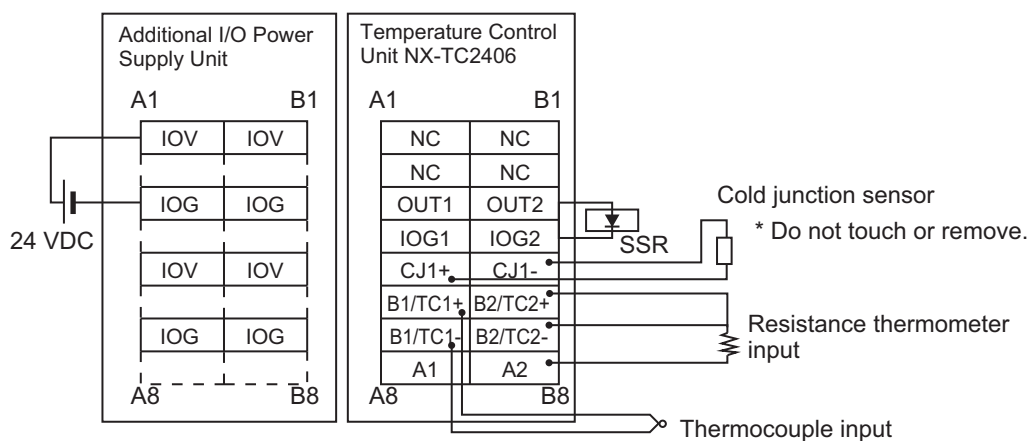 Additional I/O Power
Supply Unit
A1 B1
IOV IOV
IOG IOG
IOV IOV
IOG IOG
A8 B8
24 VDC
Temperature Control
Unit NX-TC2406
A1 B1
NC NC
NC NC
OUT1 OUT2
IOG1 IOG2
CJ1+ CJ1-
B1/TC1+ B2/TC2+
B1/TC1- B2/TC2-
A1 A2
A8 B8
SSR
Cold junction sensor
* Do not touch or remove.
Resistance thermometer
input
Thermocouple input